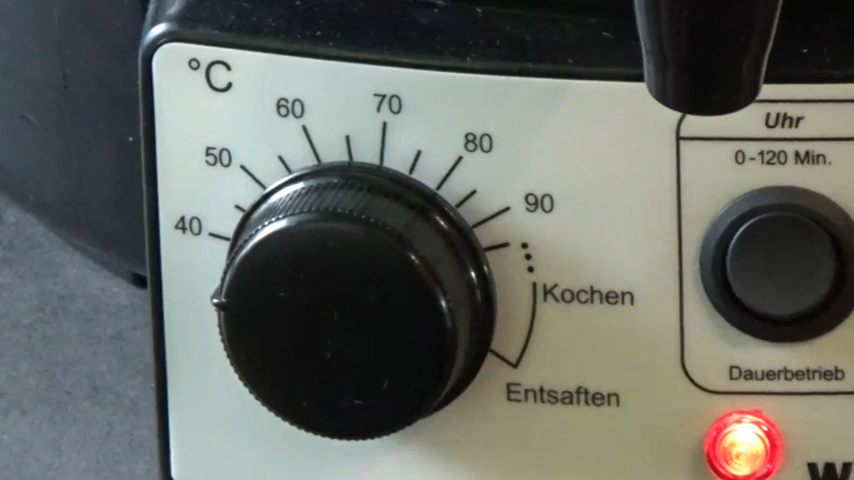 °C
40
50
60
70
80
90
Kochen
Entsaften
Uhr
0-120 Min.
Dauerbetrieb
W